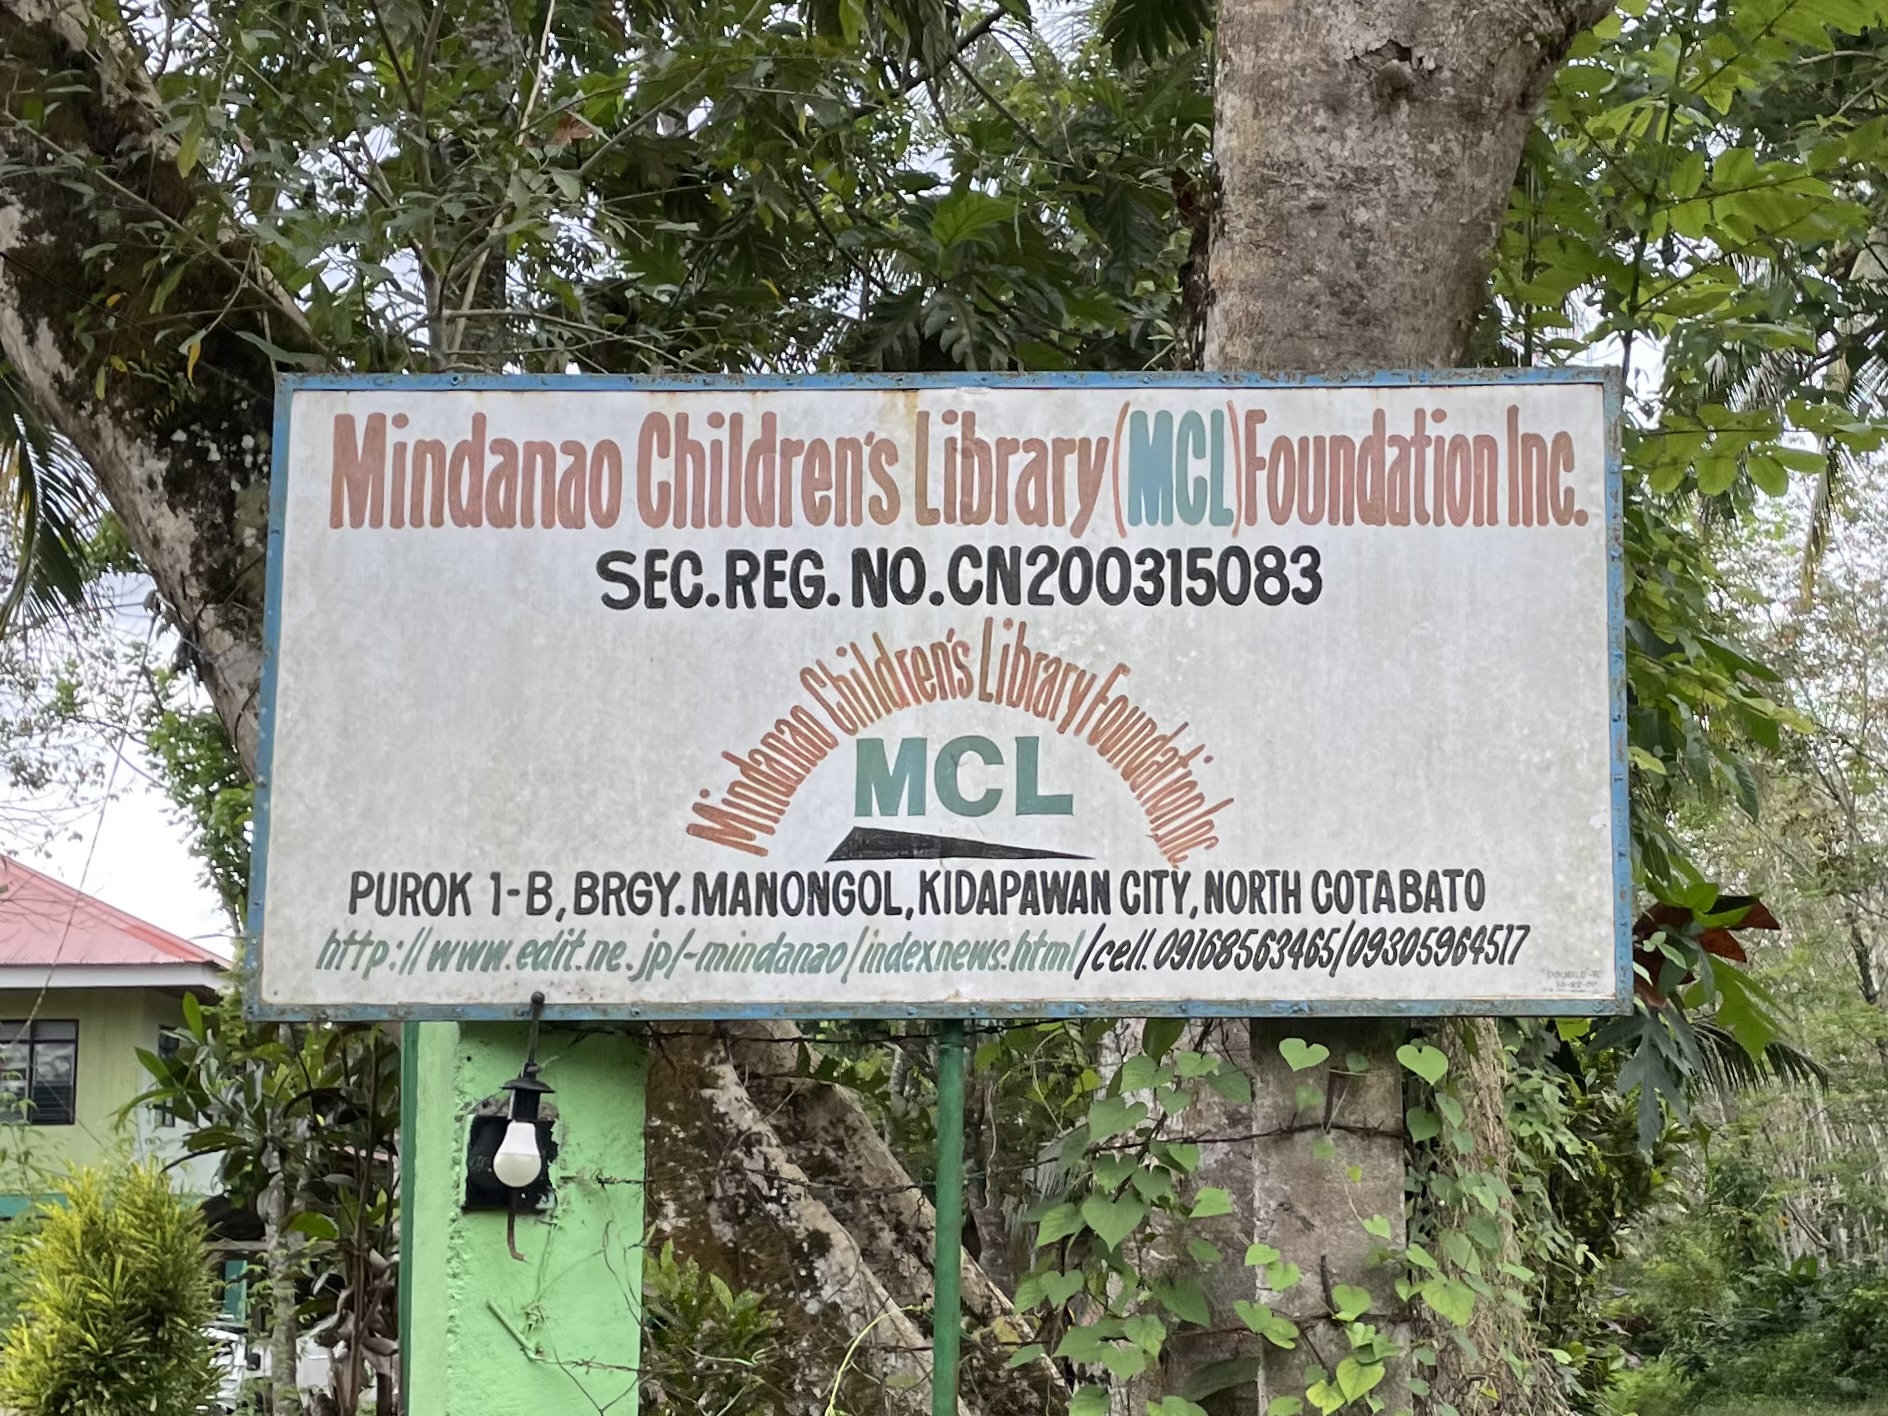 Mindanao Children's Library (MCL) Foundation Inc.
SEC. REG. NO. CN200315083
Mindanao Children's Library Foundation Inc.
MCL
PUROK 1-B, BRGY. MANONGOL, KIDAPAWAN CITY, NORTH COTABATO
http://www.edit.ne.jp/-mindanao/indexnews.html/cell. 09168563465/09305964517